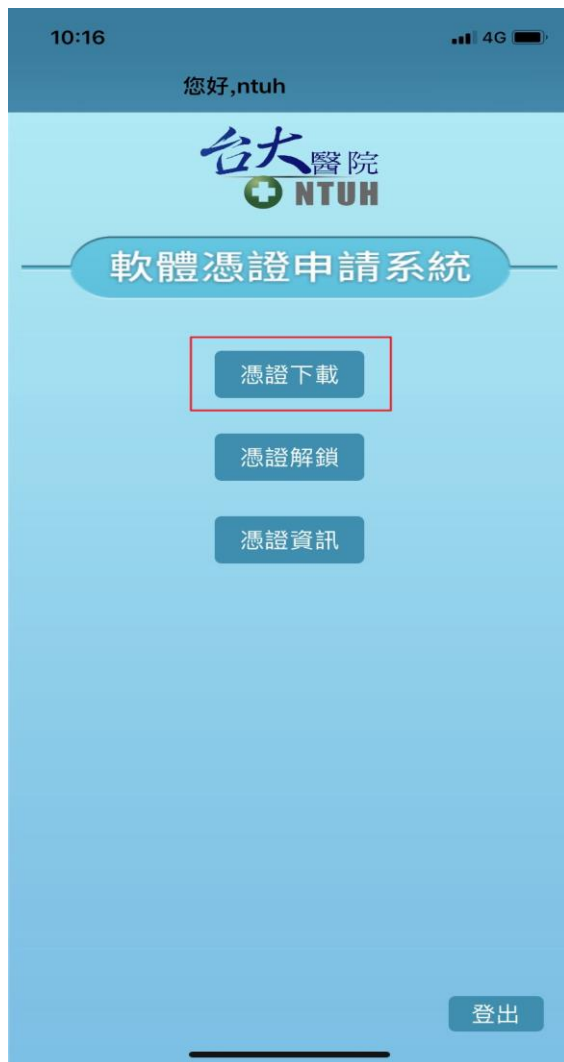 10:16 4G
您好,ntuh
台大醫院
NTUH
軟體憑證申請系統
憑證下載
憑證解鎖
憑證資訊
登出